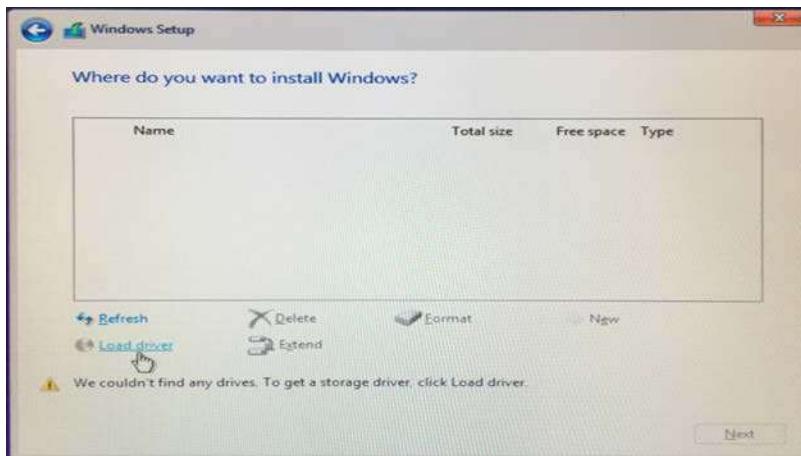 Windows Setup
Where do you want to install Windows?
Name Total size Free space Type
Refresh Delete Format New
Load driver Extend
We couldn't find any drives. To get a storage driver, click Load driver.
Next